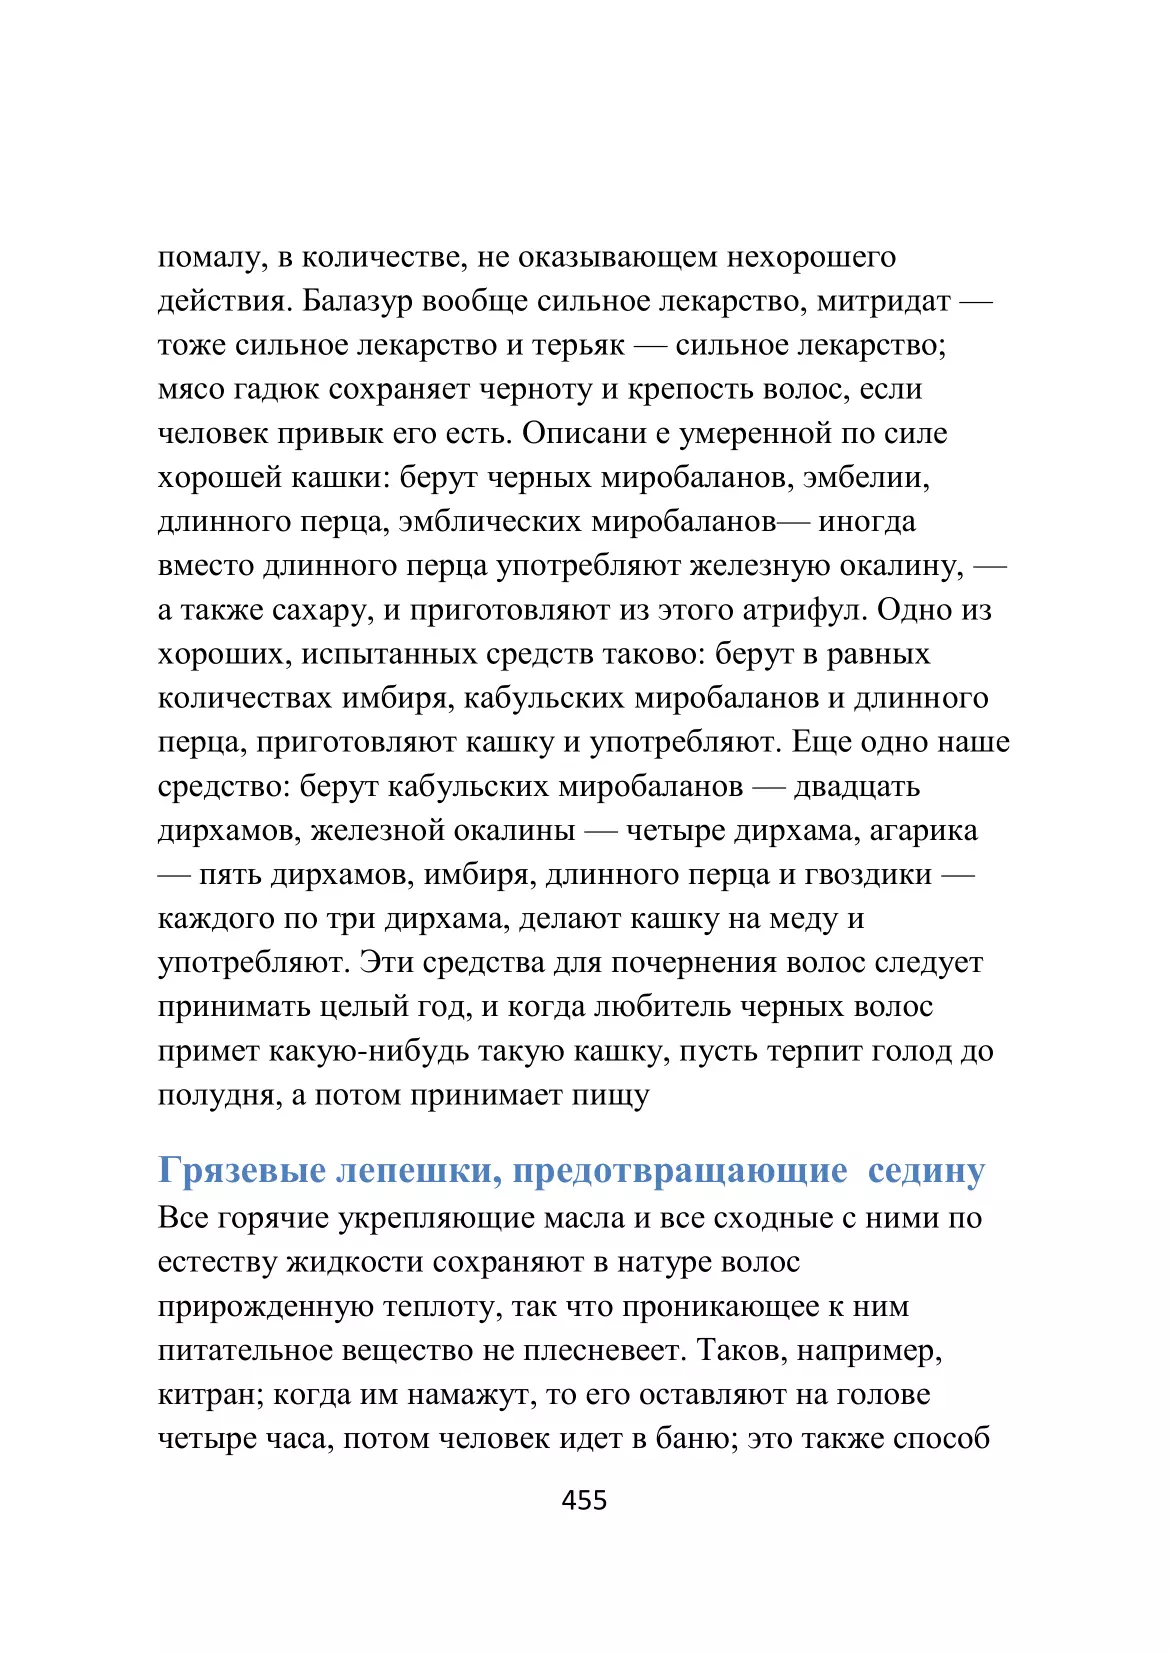 помалу, в количестве, не оказывающем нехорошего
действия. Балазур вообще сильное лекарство, митридат —
тоже сильное лекарство и терьяк — сильное лекарство;
мясо гадюк сохраняет черноту и крепость волос, если
человек привык его есть. Описани е умеренной по силе
хорошей кашки: берут черных миробаланов, эмбелии,
длинного перца, эмблических миробаланов— иногда
вместо длинного перца употребляют железную окалину, —
а также сахару, и приготовляют из этого атрифул. Одно из
хороших, испытанных средств таково: берут в равных
количествах имбиря, кабульских миробаланов и длинного
перца, приготовляют кашку и употребляют. Еще одно наше
средство: берут кабульских миробаланов — двадцать
дирхамов, железной окалины — четыре дирхама, агарика
— пять дирхамов, имбиря, длинного перца и гвоздики —
каждого по три дирхама, делают кашку на меду и
употребляют. Эти средства для почернения волос следует
принимать целый год, и когда любитель черных волос
примет какую-нибудь такую кашку, пусть терпит голод до
полудня, а потом принимает пищу
Грязевые лепешки, предотвращающие  седину
Все горячие укрепляющие масла и все сходные с ними по
естеству жидкости сохраняют в натуре волос
прирожденную теплоту, так что проникающее к ним
питательное вещество не плесневеет. Таков, например,
китран; когда им намажут, то его оставляют на голове
четыре часа, потом человек идет в баню; это также способ
455